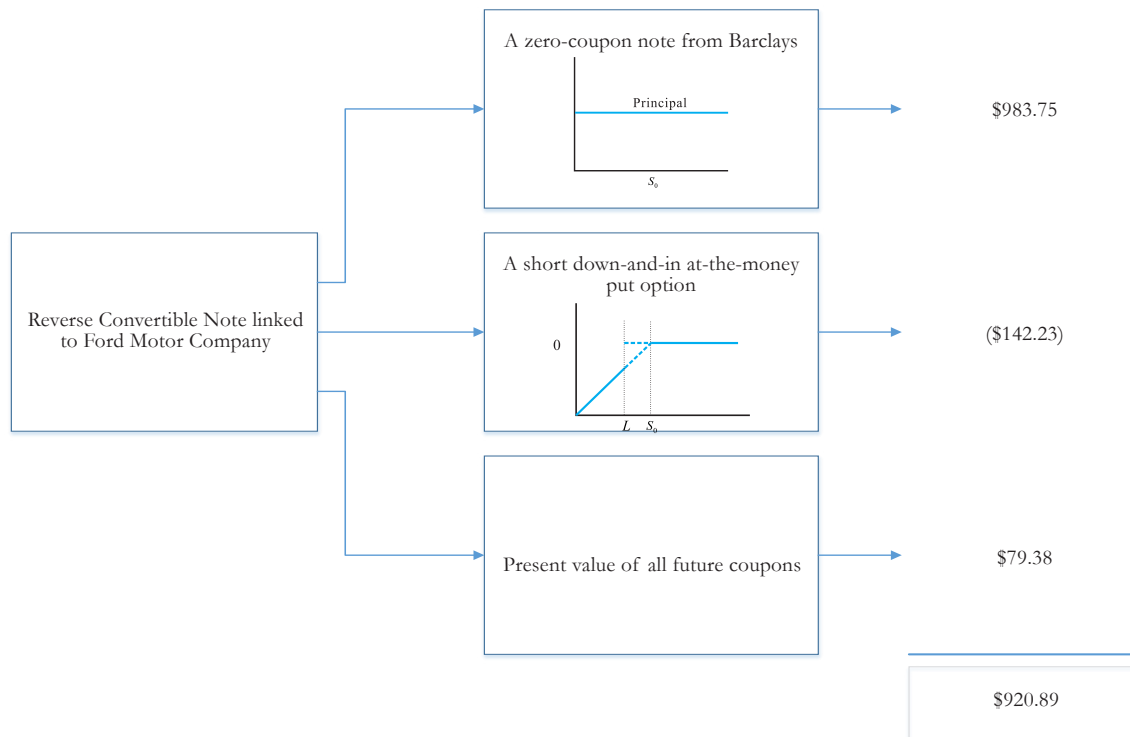 A zero-coupon note from Barclays
Principal
S₀
$983.75
Reverse Convertible Note linked
to Ford Motor Company
A short down-and-in at-the-money
put option
0
L S₀
($142.23)
Present value of all future coupons
$79.38
$920.89